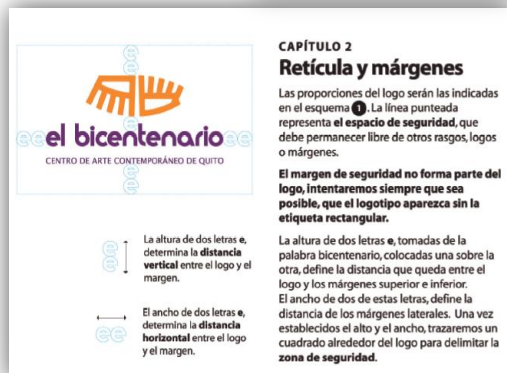 ee el bicentenario ee
CENTRO DE ARTE CONTEMPORÁNEO DE QUITO
ee
La altura de dos letras e,
determina la distancia
vertical entre el logo y el
margen.
ee
El ancho de dos letras e,
determina la distancia
horizontal entre el logo
y el margen.
CAPÍTULO 2
Retícula y márgenes
Las proporciones del logo serán las indicadas
en el esquema 1. La línea punteada
representa el espacio de seguridad, que
debe permanecer libre de otros rasgos, logos
o márgenes.
El margen de seguridad no forma parte del
logo, intentaremos siempre que sea
posible, que el logotipo aparezca sin la
etiqueta rectangular.
La altura de dos letras e, tomadas de la
palabra bicentenario, colocadas una sobre la
otra, define la distancia que queda entre el
logo y los márgenes superior e inferior.
El ancho de dos de estas letras, define la
distancia de los márgenes laterales. Una vez
establecidos el alto y el ancho, trazaremos un
cuadrado alrededor del logo para delimitar la
zona de seguridad.